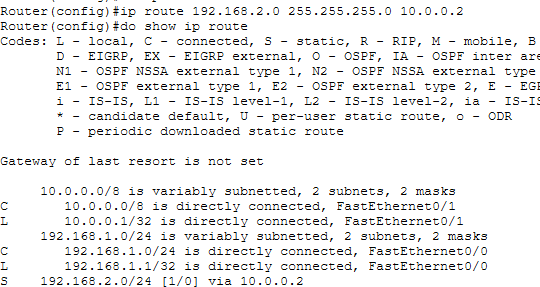 Router(config)#ip route 192.168.2.0 255.255.255.0 10.0.0.2
Router(config)#do show ip route
Codes: L - local, C - connected, S - static, R - RIP, M - mobile, B
D - EIGRP, EX - EIGRP external, O - OSPF, IA - OSPF inter are
N1 - OSPF NSSA external type 1, N2 - OSPF NSSA external type
E1 - OSPF external type 1, E2 - OSPF external type 2, E - EG
i - IS-IS, L1 - IS-IS level-1, L2 - IS-IS level-2, ia - IS-IS
* - candidate default, U - per-user static route, o - ODR
P - periodic downloaded static route
Gateway of last resort is not set
10.0.0.0/8 is variably subnetted, 2 subnets, 2 masks
C 10.0.0.0/8 is directly connected, FastEthernet0/1
L 10.0.0.1/32 is directly connected, FastEthernet0/1
192.168.1.0/24 is variably subnetted, 2 subnets, 2 masks
C 192.168.1.0/24 is directly connected, FastEthernet0/0
L 192.168.1.1/32 is directly connected, FastEthernet0/0
S 192.168.2.0/24 [1/0] via 10.0.0.2